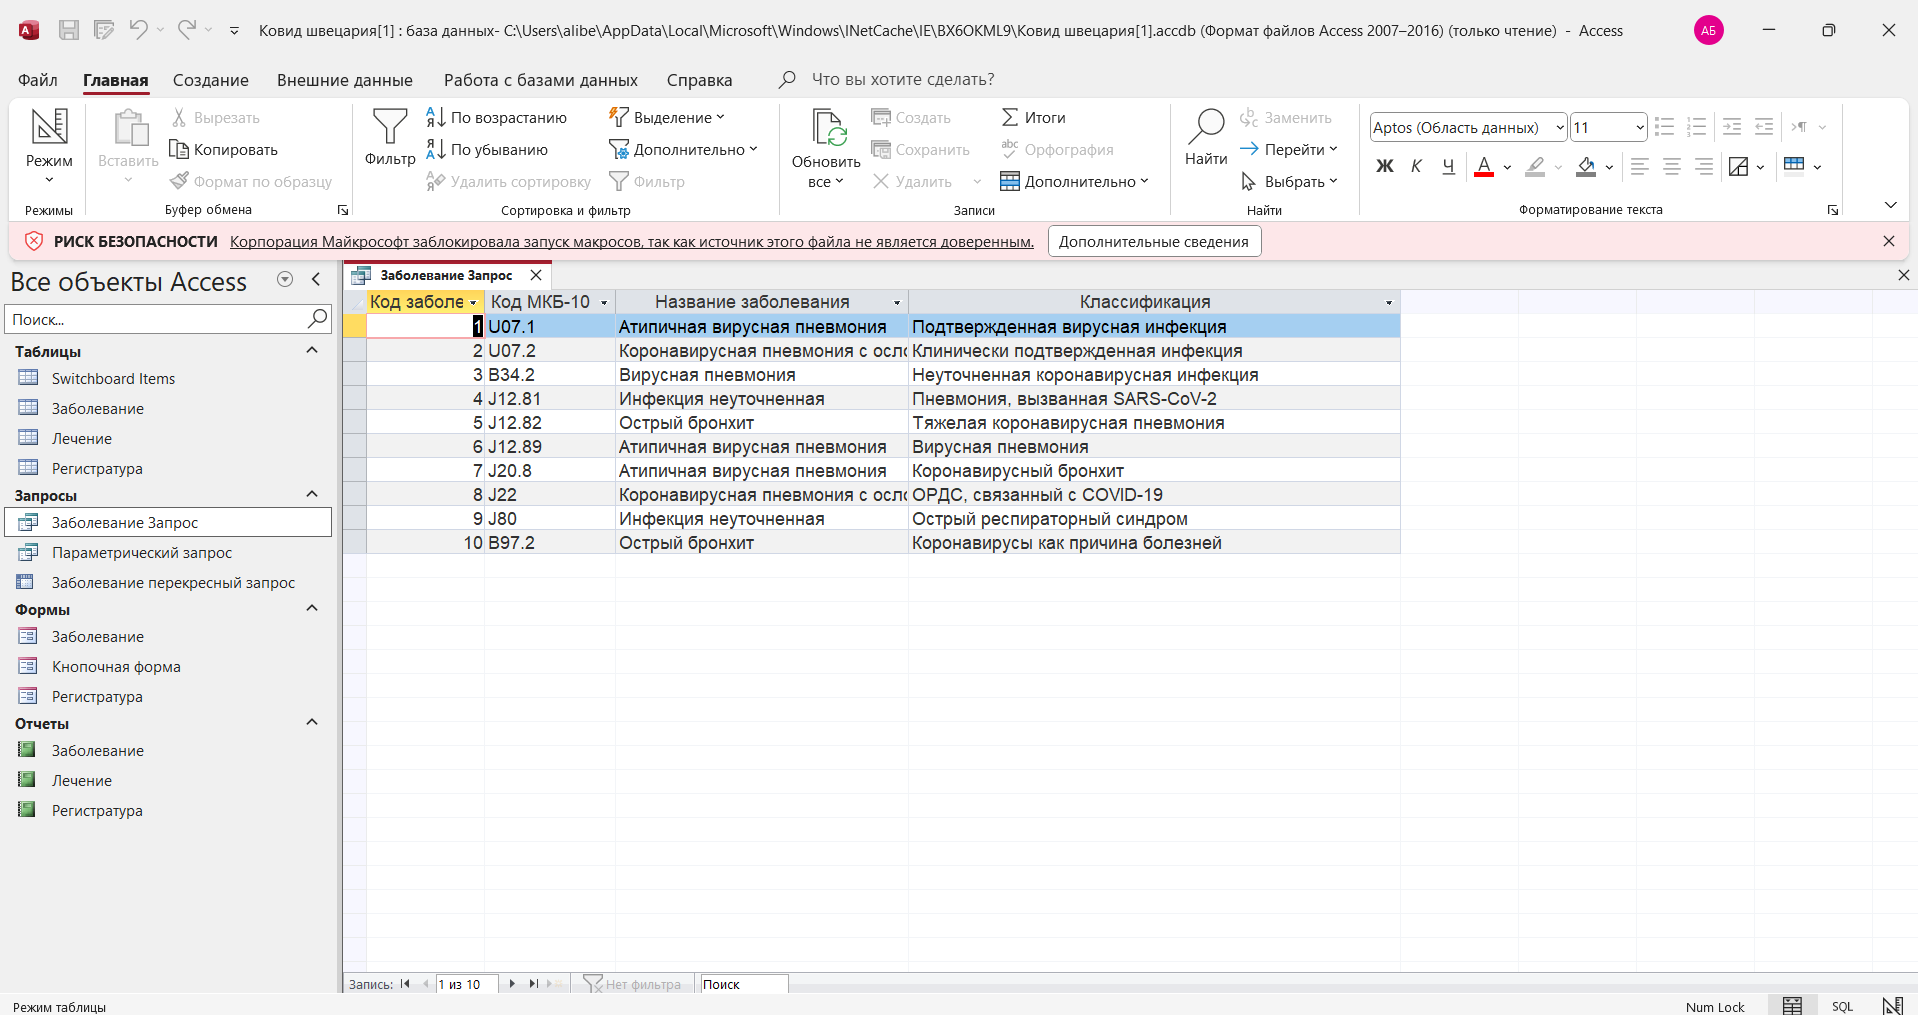 Ковид швецария[1] : база данных- C:\Users\alibe\AppData\Local\Microsoft\Windows\INetCache\IE\BX6OKML9\Ковид швецария[1].accdb (Формат файлов Access 2007–2016) (только чтение) - Access
АБ
Файл Главная Создание Внешние данные Работа с базами данных Справка Что вы хотите сделать?
Режим
Режимы
Вставить
Вырезать
Копировать
Формат по образцу
Буфер обмена
Фильтр
По возрастанию
По убыванию
Удалить сортировку
Выделение
Дополнительно
Фильтр
Сортировка и фильтр
Обновить
все
Создать
Сохранить
Удалить
Итоги
Орфография
Дополнительно
Записи
Найти
Заменить
Перейти
Выбрать
Найти
Aptos (Область данных) 11
Ж К Ч А
Форматирование текста
РИСК БЕЗОПАСНОСТИ Корпорация Майкрософт заблокировала запуск макросов, так как источник этого файла не является доверенным. Дополнительные сведения
Все объекты Access
Поиск...
Таблицы
Switchboard Items
Заболевание
Лечение
Регистратура
Запросы
Заболевание Запрос
Параметрический запрос
Заболевание перекресный запрос
Формы
Заболевание
Кнопочная форма
Регистратура
Отчеты
Заболевание
Лечение
Регистратура
Заболевание Запрос
Код заболе Код МКБ-10 Название заболевания Классификация
1 U07.1 Атипичная вирусная пневмония Подтвержденная вирусная инфекция
2 U07.2 Коронавирусная пневмония с осло Клинически подтвержденная инфекция
3 B34.2 Вирусная пневмония Неуточненная коронавирусная инфекция
4 J12.81 Инфекция неуточненная Пневмония, вызванная SARS-CoV-2
5 J12.82 Острый бронхит Тяжелая коронавирусная пневмония
6 J12.89 Атипичная вирусная пневмония Вирусная пневмония
7 J20.8 Атипичная вирусная пневмония Коронавирусный бронхит
8 J22 Коронавирусная пневмония с осло ОРДС, связанный с COVID-19
9 J80 Инфекция неуточненная Острый респираторный синдром
10 B97.2 Острый бронхит Коронавирусы как причина болезней
Запись: 1 из 10 Нет фильтра Поиск
Режим таблицы Num Lock SQL